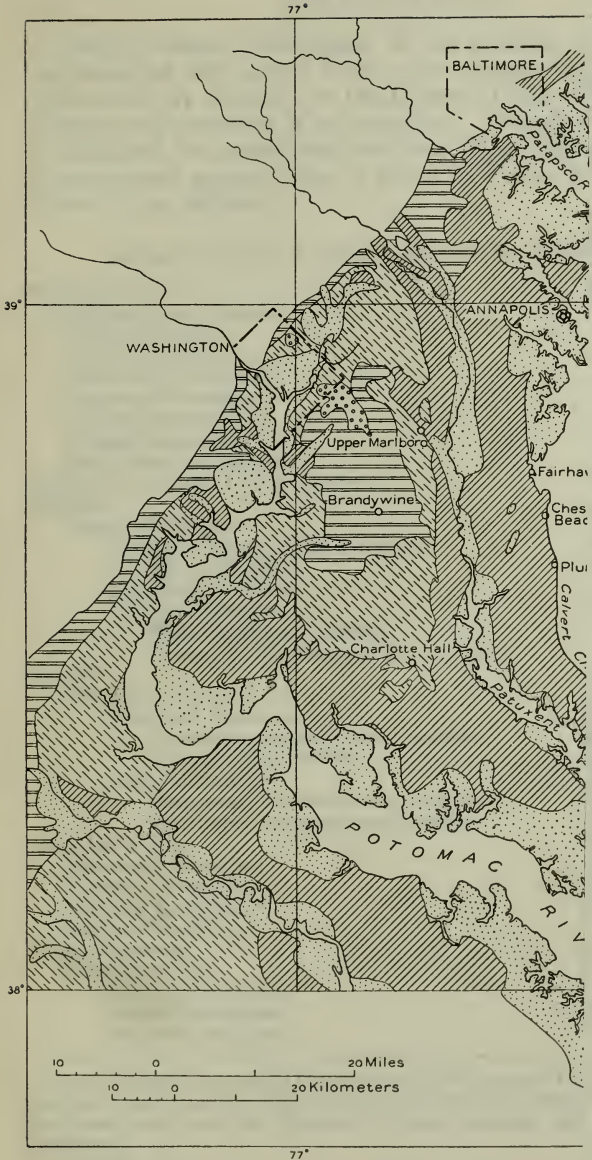 77°
BALTIMORE
Patapsco R
39°
ANNAPOLIS
WASHINGTON
Upper Marlboro
Fairhav
Brandywine
Ches
Beac
Plu
Calvert
Charlotte Hall
Cl
Patuxent
POTOMAC RIV
38°
10 0 20 Miles
10 0 20 Kilometers
77°